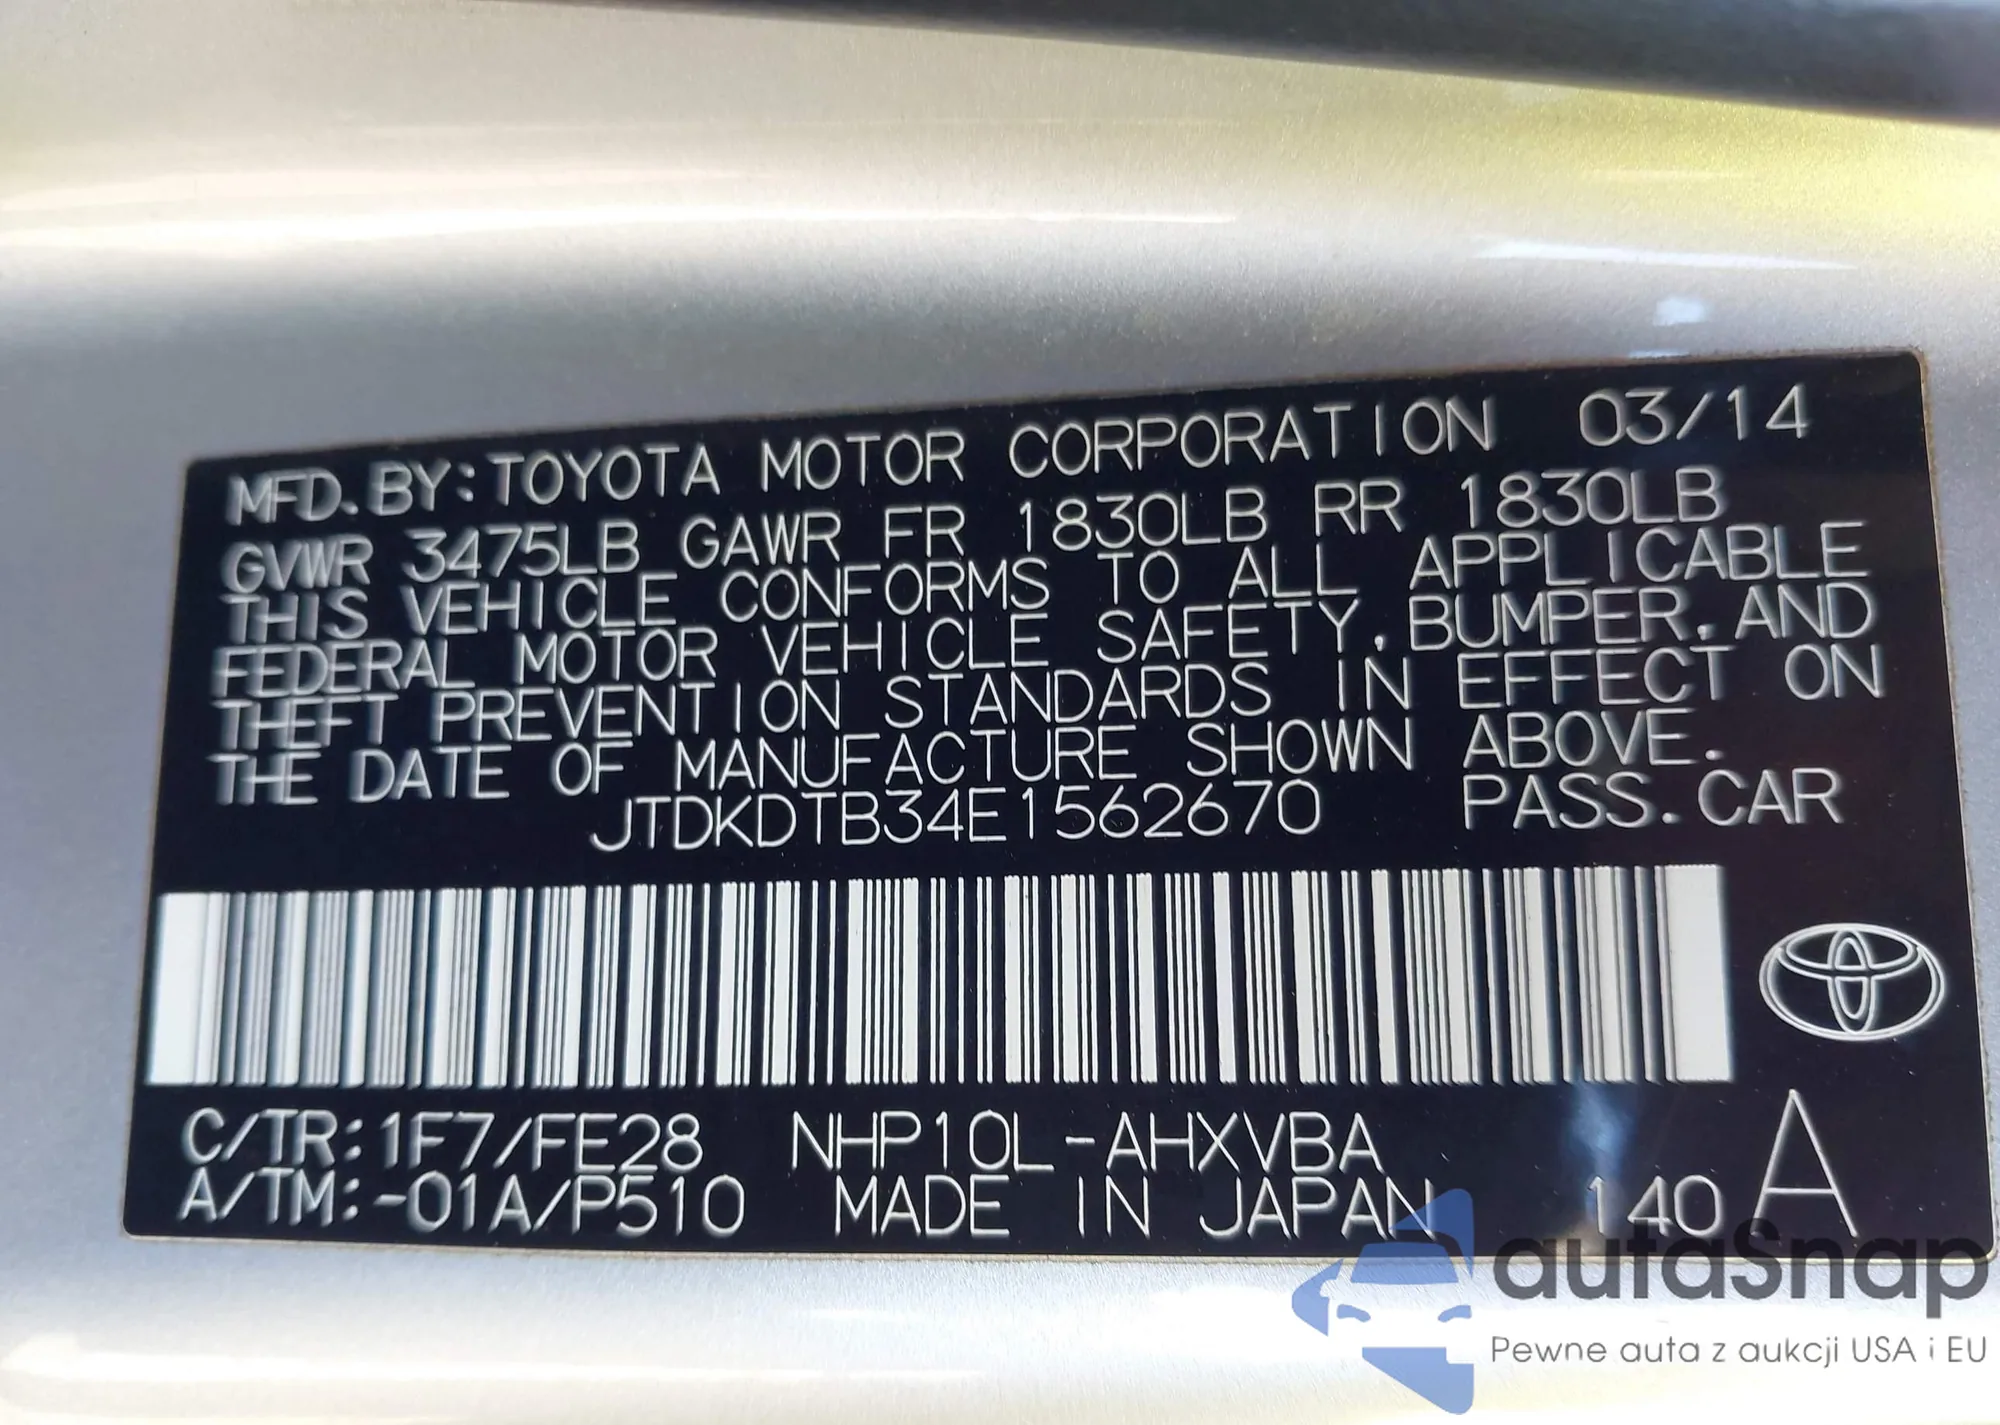 MFD. BY: TOYOTA MOTOR CORPORATION 03/14
GVWR 3475LB GAWR FR 1830LB RR 1830LB
THIS VEHICLE CONFORMS TO ALL APPLICABLE
FEDERAL MOTOR VEHICLE SAFETY, BUMPER, AND
THEFT PREVENTION STANDARDS IN EFFECT ON
THE DATE OF MANUFACTURE SHOWN ABOVE.
JTDKDTB34E1562670 PASS. CAR
C/TR: 1F7/FE28 NHP10L-AHXVBA
A/TM: -01A/P510 MADE IN JAPAN 140 A
autaSnap
Pewne auta z aukcji USA i EU